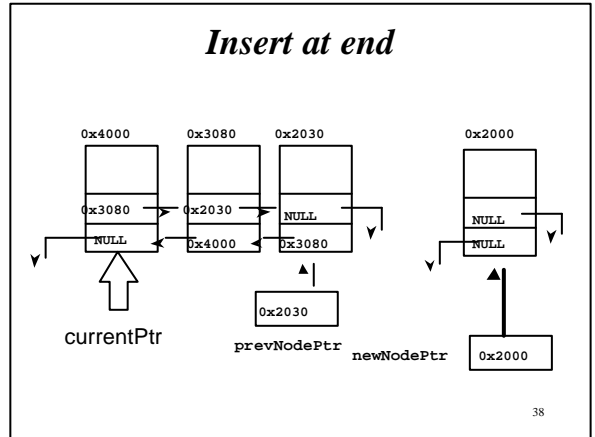 Insert at end
0x4000 0x3080 0x2030 0x2000
0x3080 0x2030 NULL NULL
NULL 0x4000 0x3080 NULL
0x2030
currentPtr
prevNodePtr
newNodePtr 0x2000
38